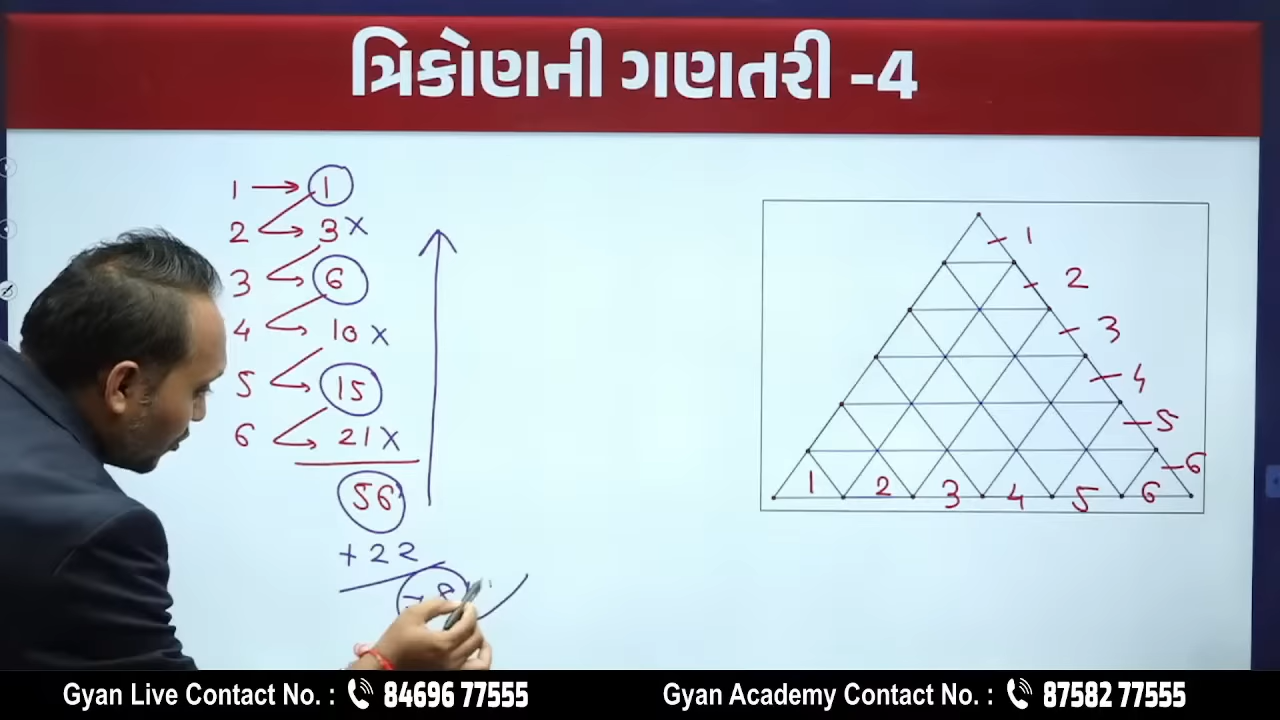 ત્રિકોણની ગણતરી -4
1 → 1
2 → 3 x
3 → 6
4 → 10 x
5 → 15
6 → 21 x
56
+ 22
1
2
3
4
5
6
1 2 3 4 5 6
Gyan Live Contact No. : 84696 77555
Gyan Academy Contact No. : 87582 77555